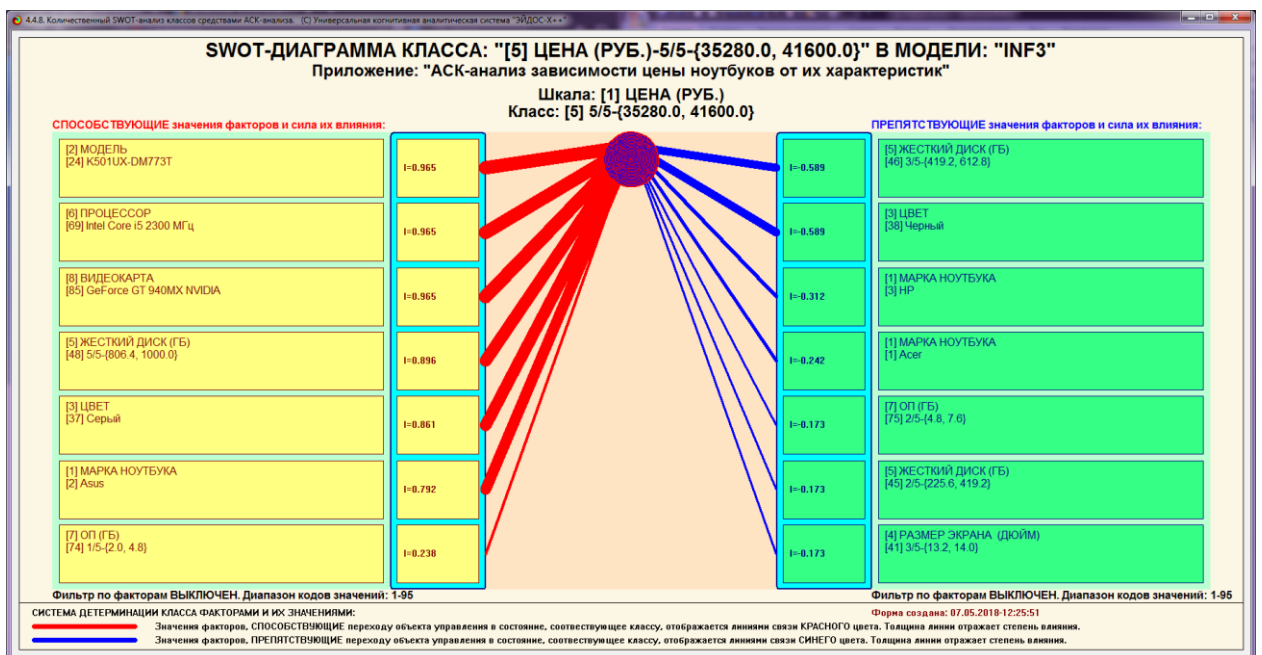 4.4.8. Количественный SWOT-анализ классов средствами АСК-анализа. (С) Универсальная когнитивная аналитическая система "ЭЙДОС-Х++"
SWOT-ДИАГРАММА КЛАССА: "[5] ЦЕНА (РУБ.)-5/5-{35280.0, 41600.0}" В МОДЕЛИ: "INF3"
Приложение: "АСК-анализ зависимости цены ноутбуков от их характеристик"
Шкала: [1] ЦЕНА (РУБ.)
Класс: [5] 5/5-{35280.0, 41600.0}
СПОСОБСТВУЮЩИЕ значения факторов и сила их влияния:
[2] МОДЕЛЬ
[24] K501UX-DM773T
I=0.965
[6] ПРОЦЕССОР
[69] Intel Core i5 2300 МГц
I=0.965
[8] ВИДЕОКАРТА
[85] GeForce GT 940MX NVIDIA
I=0.965
[5] ЖЕСТКИЙ ДИСК (ГБ)
[48] 5/5-{806.4, 1000.0}
I=0.896
[3] ЦВЕТ
[37] Серый
I=0.861
[1] МАРКА НОУТБУКА
[2] Asus
I=0.792
[7] ОП (ГБ)
[74] 1/5-{2.0, 4.8}
I=0.238
Фильтр по факторам ВЫКЛЮЧЕН. Диапазон кодов значений: 1-95
ПРЕПЯТСТВУЮЩИЕ значения факторов и сила их влияния:
I=-0.589
[5] ЖЕСТКИЙ ДИСК (ГБ)
[46] 3/5-{419.2, 612.8}
I=-0.589
[3] ЦВЕТ
[38] Черный
I=-0.312
[1] МАРКА НОУТБУКА
[3] HP
I=-0.242
[1] МАРКА НОУТБУКА
[1] Acer
I=-0.173
[7] ОП (ГБ)
[75] 2/5-{4.8, 7.6}
I=-0.173
[5] ЖЕСТКИЙ ДИСК (ГБ)
[45] 2/5-{225.6, 419.2}
I=-0.173
[4] РАЗМЕР ЭКРАНА (ДЮЙМ)
[41] 3/5-{13.2, 14.0}
Фильтр по факторам ВЫКЛЮЧЕН. Диапазон кодов значений: 1-95
СИСТЕМА ДЕТЕРМИНАЦИИ КЛАССА ФАКТОРАМИ И ИХ ЗНАЧЕНИЯМИ:
Форма создана: 07.05.2018-12:25:51
Значения факторов, СПОСОБСТВУЮЩИЕ переходу объекта управления в состояние, соотвествующее классу, отображается линиями связи КРАСНОГО цвета. Толщина линии отражает степень влияния.
Значения факторов, ПРЕПЯТСТВУЮЩИЕ переходу объекта управления в состояние, соотвествующее классу, отображается линиями связи СИНЕГО цвета. Толщина линии отражает степень влияния.